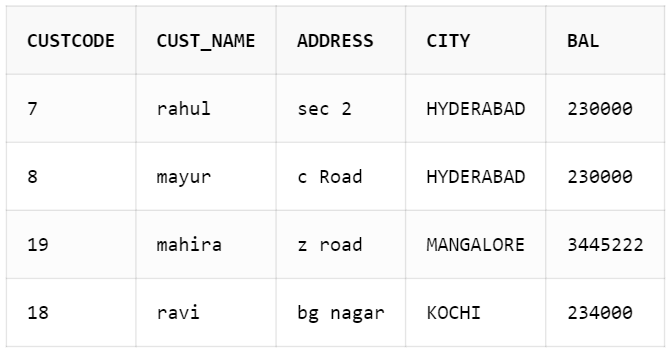 CUSTCODE CUST_NAME ADDRESS CITY BAL
7 rahul sec 2 HYDERABAD 230000
8 mayur c Road HYDERABAD 230000
19 mahira z road MANGALORE 3445222
18 ravi bg nagar KOCHI 234000